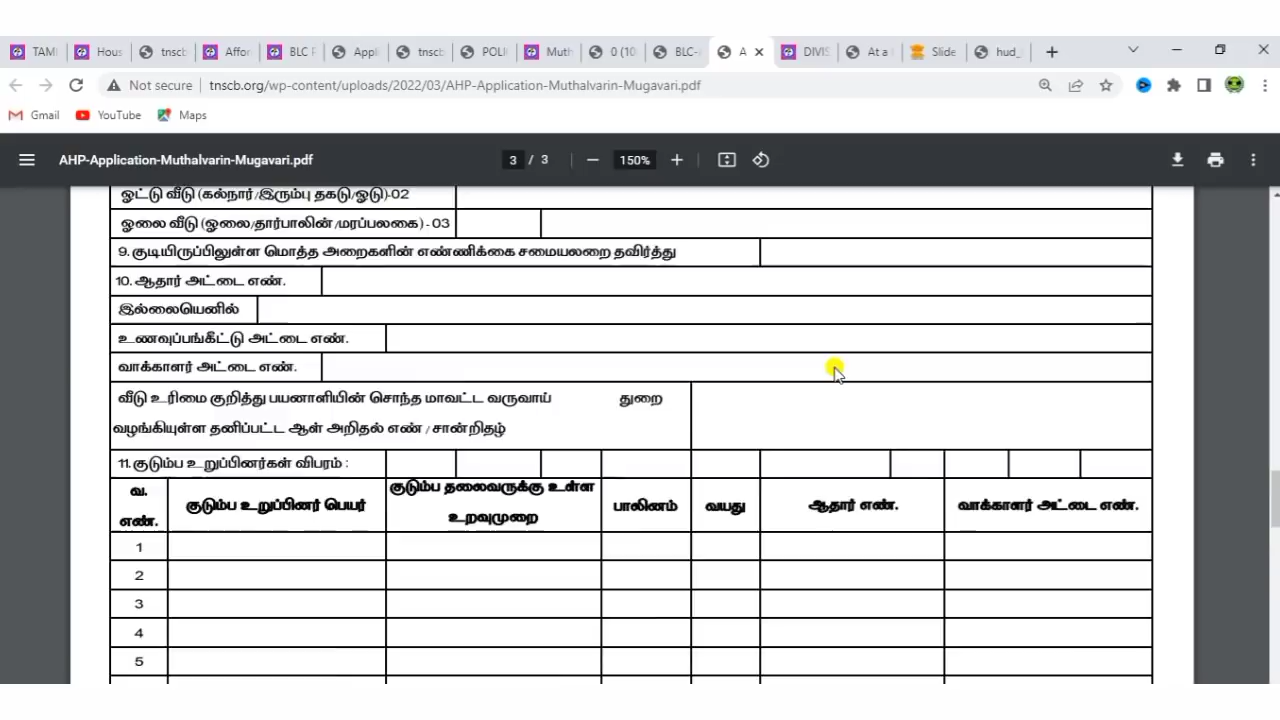 TAMI
Hous
tnscb
Affor
BLC F
Appl
tnscb
POLI
Muth
0 (10
BLC-
A
DIVIS
At a
Slide
hud_
Not secure
tnscb.org/wp-content/uploads/2022/03/AHP-Application-Muthalvarin-Mugavari.pdf
Gmail YouTube Maps
AHP-Application-Muthalvarin-Mugavari.pdf
3 / 3
150%
ஓட்டு வீடு (கல்நார்/இரும்பு தகடு/ஓடு)-02
ஓலை வீடு (ஓலை/தார்பாலின்/மரப்பலகை) - 03
9. குடியிருப்பிலுள்ள மொத்த அறைகளின் எண்ணிக்கை சமையலறை தவிர்த்து
10. ஆதார் அட்டை எண்.
இல்லையெனில்
உணவுப்பங்கீட்டு அட்டை எண்.
வாக்காளர் அட்டை எண்.
வீடு உரிமை குறித்து பயனாளியின் சொந்த மாவட்ட வருவாய் துறை
வழங்கியுள்ள தனிப்பட்ட ஆள் அறிதல் எண் / சான்றிதழ்
11. குடும்ப உறுப்பினர்கள் விபரம் :
வ. எண்.
குடும்ப உறுப்பினர் பெயர்
குடும்ப தலைவருக்கு உள்ள உறவுமுறை
பாலினம்
வயது
ஆதார் எண்.
வாக்காளர் அட்டை எண்.
1
2
3
4
5